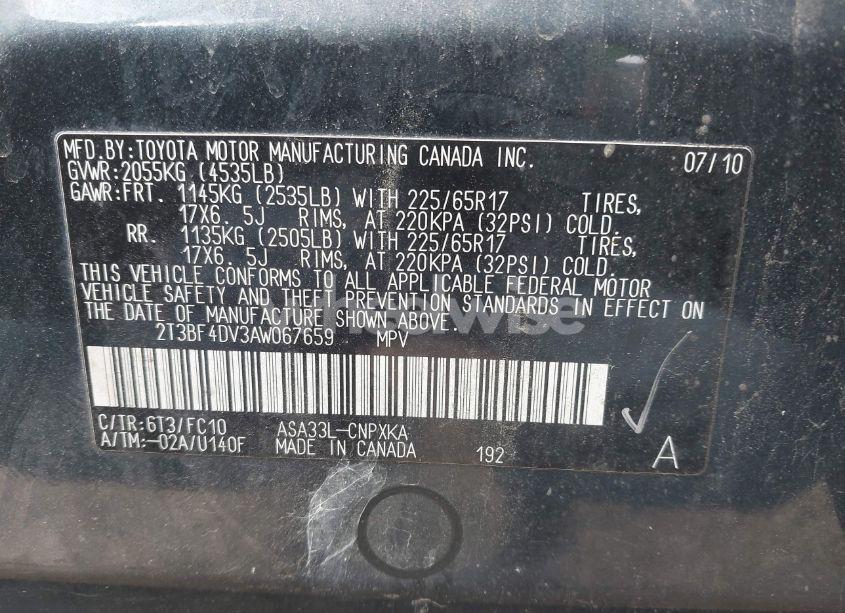 MFD.BY:TOYOTA MOTOR MANUFACTURING CANADA INC. 07/10
GVWR:2055KG (4535LB)
GAWR:FRT. 1145KG (2535LB) WITH 225/65R17 TIRES,
17X6. 5J RIMS, AT 220KPA (32PSI) COLD.
RR. 1135KG (2505LB) WITH 225/65R17 TIRES,
17X6. 5J RIMS, AT 220KPA (32PSI) COLD.
THIS VEHICLE CONFORMS TO ALL APPLICABLE FEDERAL MOTOR
VEHICLE SAFETY AND THEFT PREVENTION STANDARDS IN EFFECT ON
THE DATE OF MANUFACTURE SHOWN ABOVE.
2T3BF4DV3AW067659 MPV
C/TR:6T3/FC10 ASA33L-CNPXKA
A/TM:-02A/U140F MADE IN CANADA 192 A